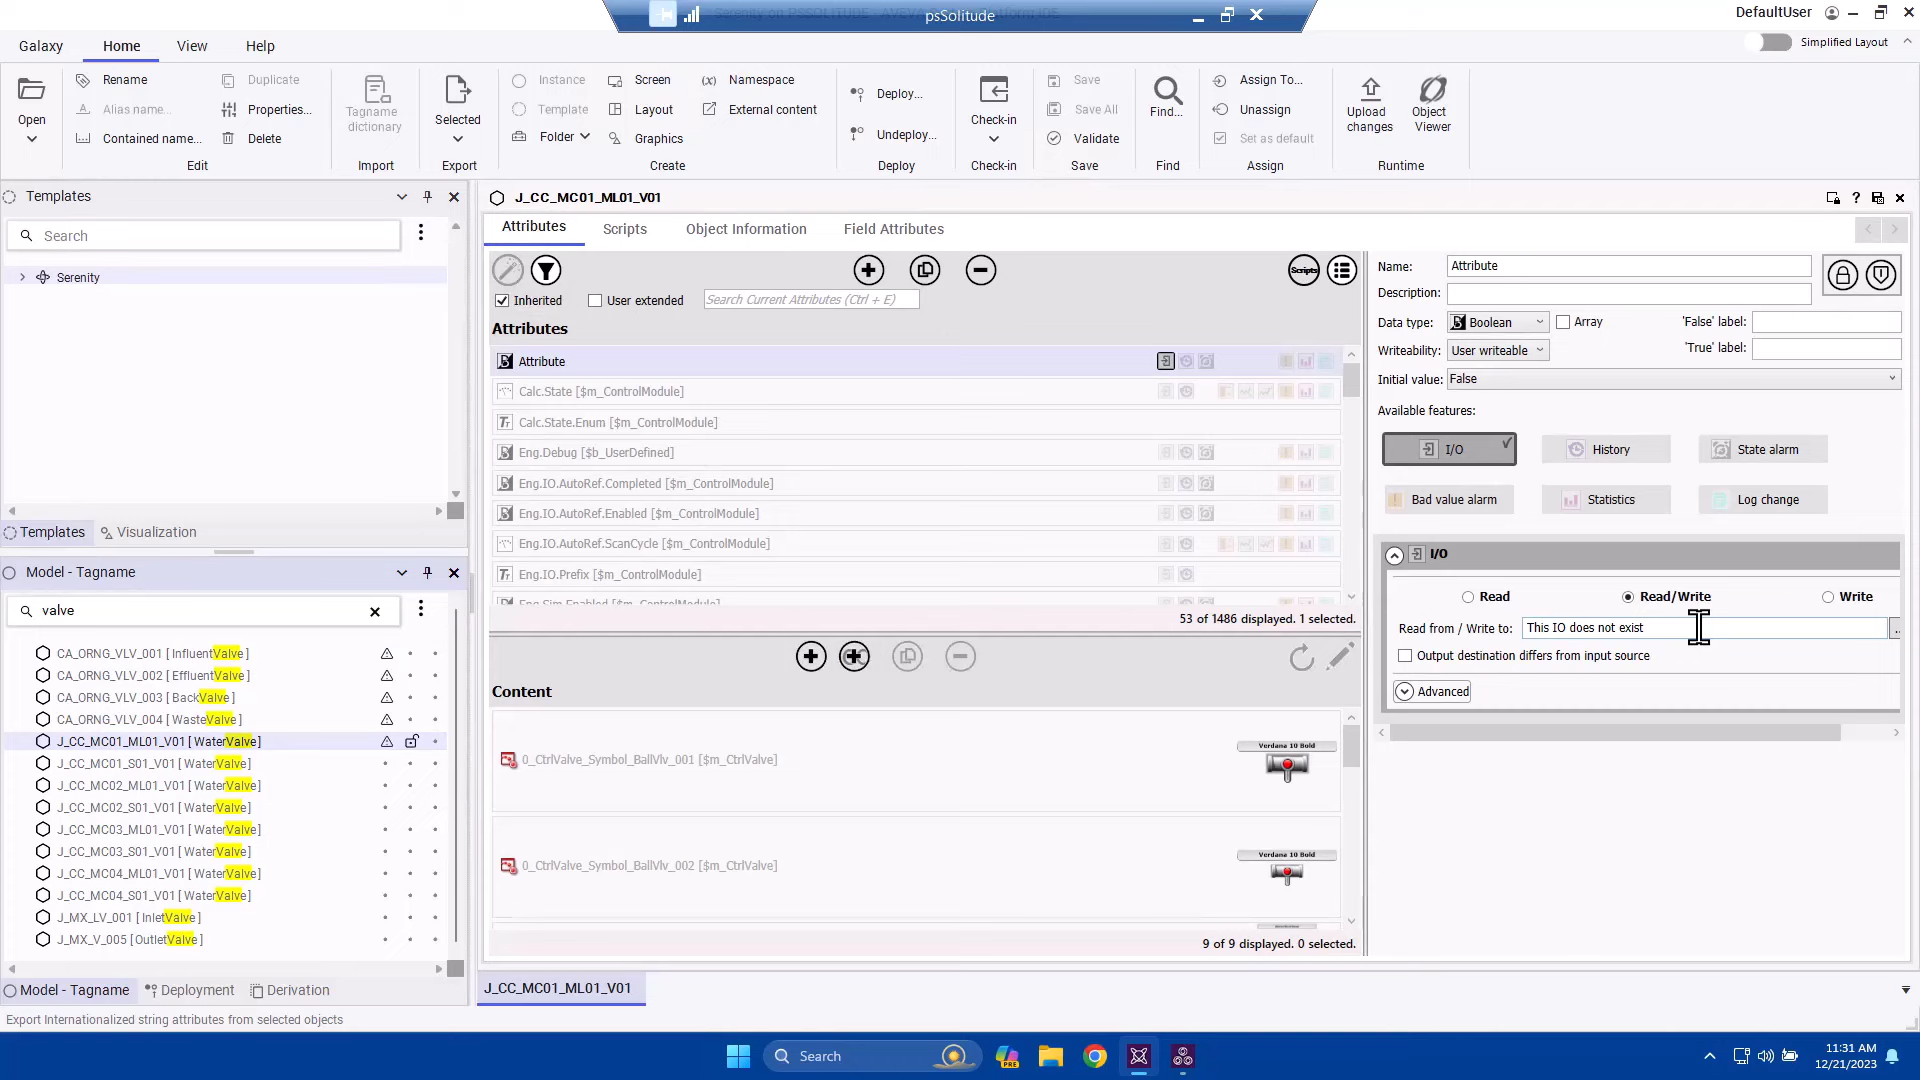 psSolitude
DefaultUser
Galaxy Home View Help
Simplified Layout
Open
Rename
Alias name...
Contained name...
Duplicate
Properties...
Delete
Edit
Tagname dictionary
Import
Selected
Export
Instance
Template
Folder
Screen
Layout
Graphics
Namespace
External content
Create
Deploy...
Undeploy...
Deploy
Check-in
Check-in
Save
Save All
Validate
Save
Find...
Find
Assign To...
Unassign
Set as default
Assign
Upload changes
Object Viewer
Runtime
Templates
Search
Serenity
Templates Visualization
Model - Tagname
valve
CA_ORNG_VLV_001 [ InfluentValve ]
CA_ORNG_VLV_002 [ EffluentValve ]
CA_ORNG_VLV_003 [ BackValve ]
CA_ORNG_VLV_004 [ WasteValve ]
J_CC_MC01_ML01_V01 [ WaterValve ]
J_CC_MC01_S01_V01 [ WaterValve ]
J_CC_MC02_ML01_V01 [ WaterValve ]
J_CC_MC02_S01_V01 [ WaterValve ]
J_CC_MC03_ML01_V01 [ WaterValve ]
J_CC_MC03_S01_V01 [ WaterValve ]
J_CC_MC04_ML01_V01 [ WaterValve ]
J_CC_MC04_S01_V01 [ WaterValve ]
J_MX_LV_001 [ InletValve ]
J_MX_V_005 [OutletValve ]
Model - Tagname Deployment Derivation
Export Internationalized string attributes from selected objects
J_CC_MC01_ML01_V01
Attributes Scripts Object Information Field Attributes
Scripts
Inherited User extended Search Current Attributes (Ctrl + E)
Attributes
Attribute
Calc.State [$m_ControlModule]
Calc.State.Enum [$m_ControlModule]
Eng.Debug [$b_UserDefined]
Eng.IO.AutoRef.Completed [$m_ControlModule]
Eng.IO.AutoRef.Enabled [$m_ControlModule]
Eng.IO.AutoRef.ScanCycle [$m_ControlModule]
Eng.IO.Prefix [$m_ControlModule]
Eng.Sim.Enabled [$m_ControlModule]
53 of 1486 displayed. 1 selected.
Content
0_CtrlValve_Symbol_BallVlv_001 [$m_CtrlValve]
Verdana 10 Bold
0_CtrlValve_Symbol_BallVlv_002 [$m_CtrlValve]
Verdana 10 Bold
9 of 9 displayed. 0 selected.
J_CC_MC01_ML01_V01
Name: Attribute
Description:
Data type: Boolean Array 'False' label:
Writeability: User writeable 'True' label:
Initial value: False
Available features:
I/O History State alarm
Bad value alarm Statistics Log change
I/O
Read Read/Write Write
Read from / Write to: This IO does not exist ...
Output destination differs from input source
Advanced
Search
PRE
11:31 AM
12/21/2023